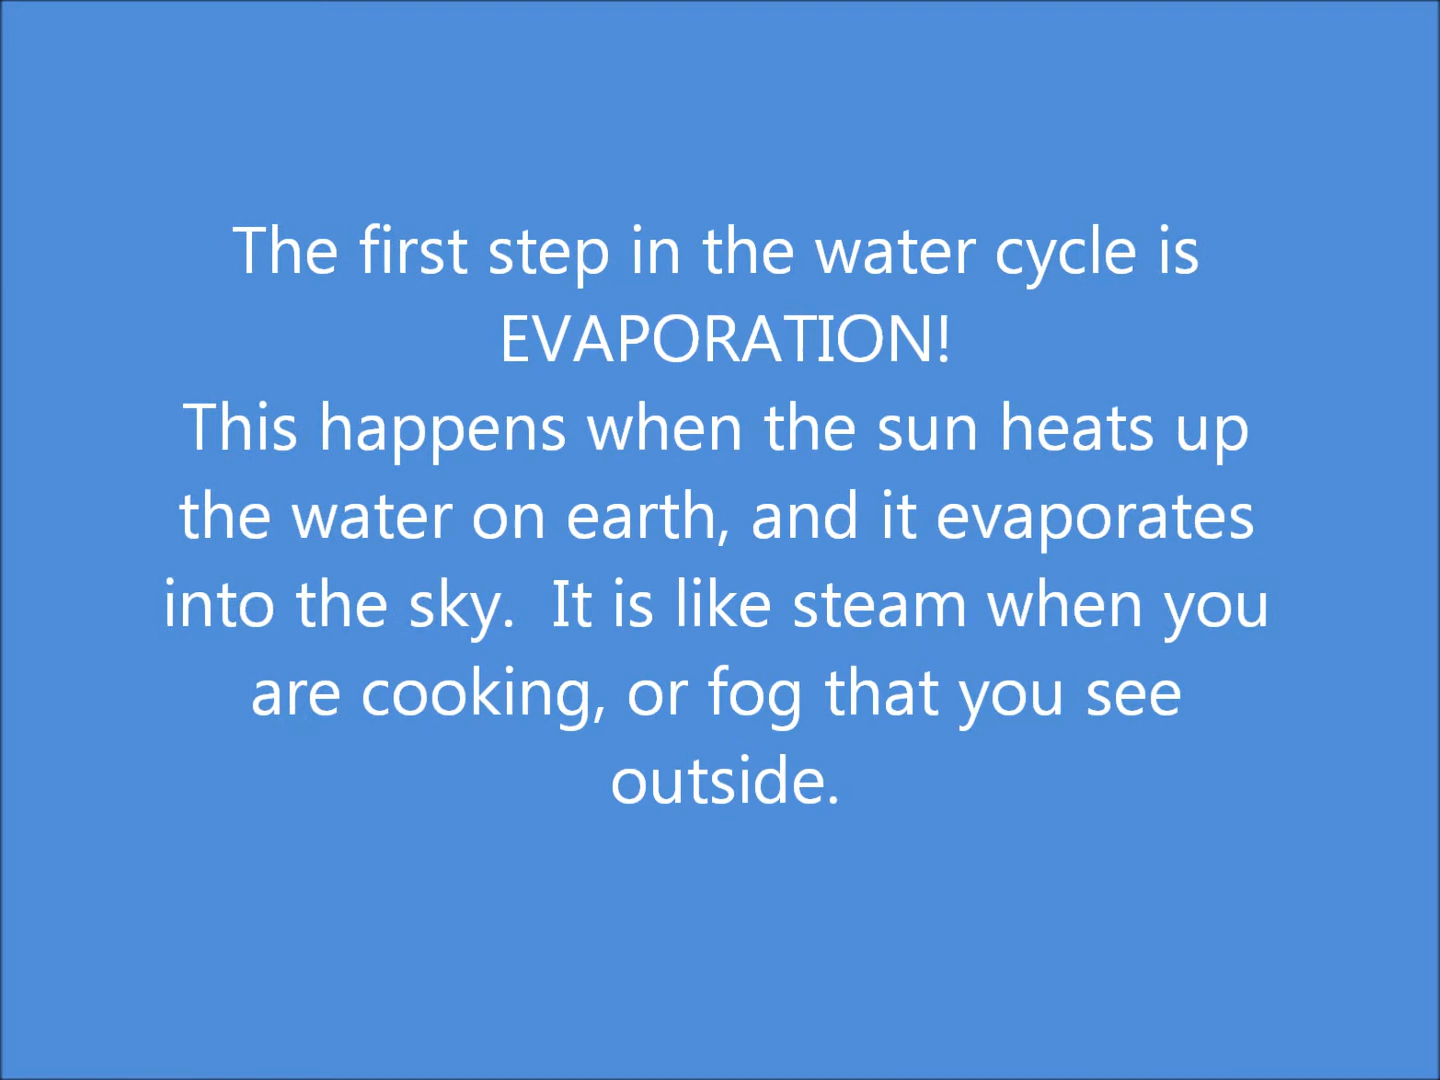 The first step in the water cycle is
EVAPORATION!
This happens when the sun heats up
the water on earth, and it evaporates
into the sky.  It is like steam when you
are cooking, or fog that you see
outside.